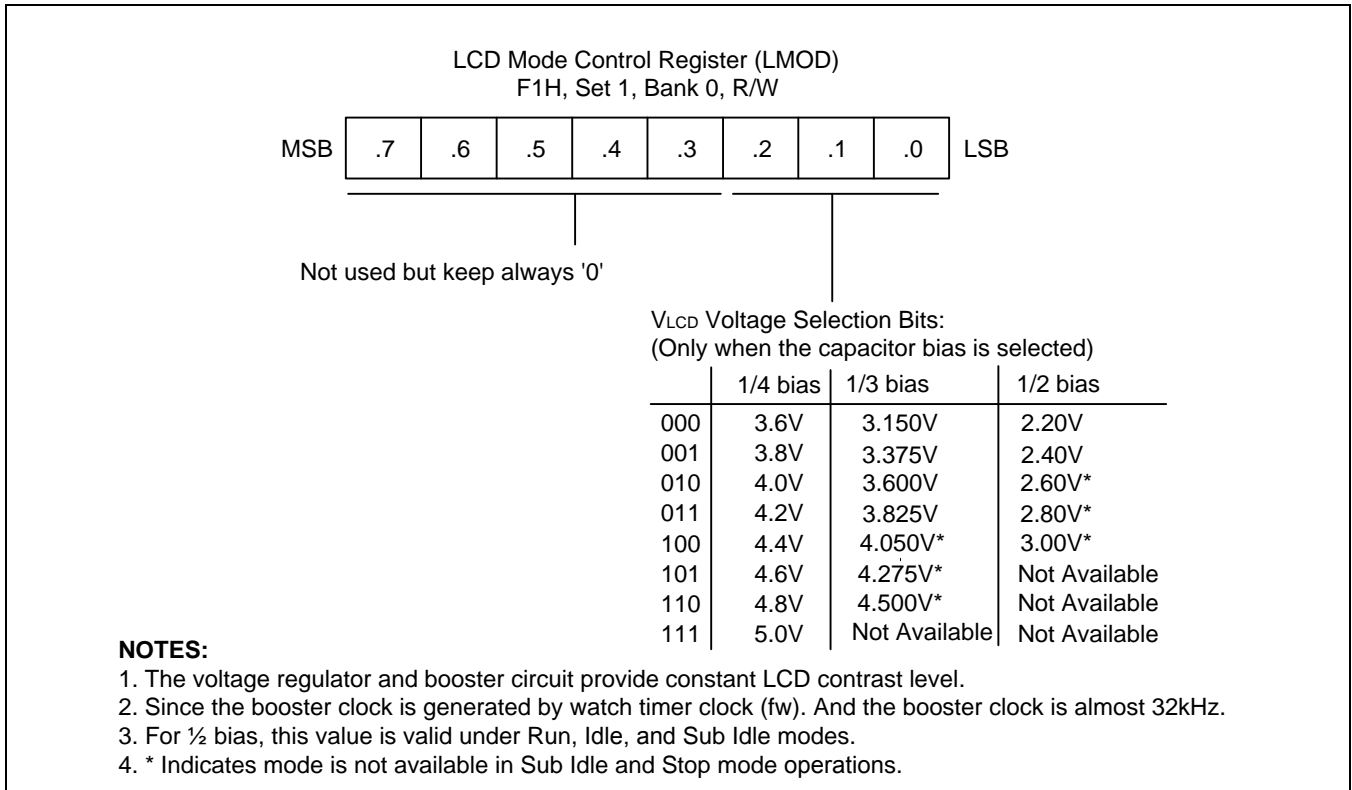 LCD Mode Control Register (LMOD)
F1H, Set 1, Bank 0, R/W
MSB .7 .6 .5 .4 .3 .2 .1 .0 LSB
Not used but keep always '0'
VLCD Voltage Selection Bits:
(Only when the capacitor bias is selected)
1/4 bias 1/3 bias 1/2 bias
000 3.6V 3.150V 2.20V
001 3.8V 3.375V 2.40V
010 4.0V 3.600V 2.60V*
011 4.2V 3.825V 2.80V*
100 4.4V 4.050V* 3.00V*
101 4.6V 4.275V* Not Available
110 4.8V 4.500V* Not Available
111 5.0V Not Available Not Available
NOTES:
1. The voltage regulator and booster circuit provide constant LCD contrast level.
2. Since the booster clock is generated by watch timer clock (fw). And the booster clock is almost 32kHz.
3. For ½ bias, this value is valid under Run, Idle, and Sub Idle modes.
4. * Indicates mode is not available in Sub Idle and Stop mode operations.